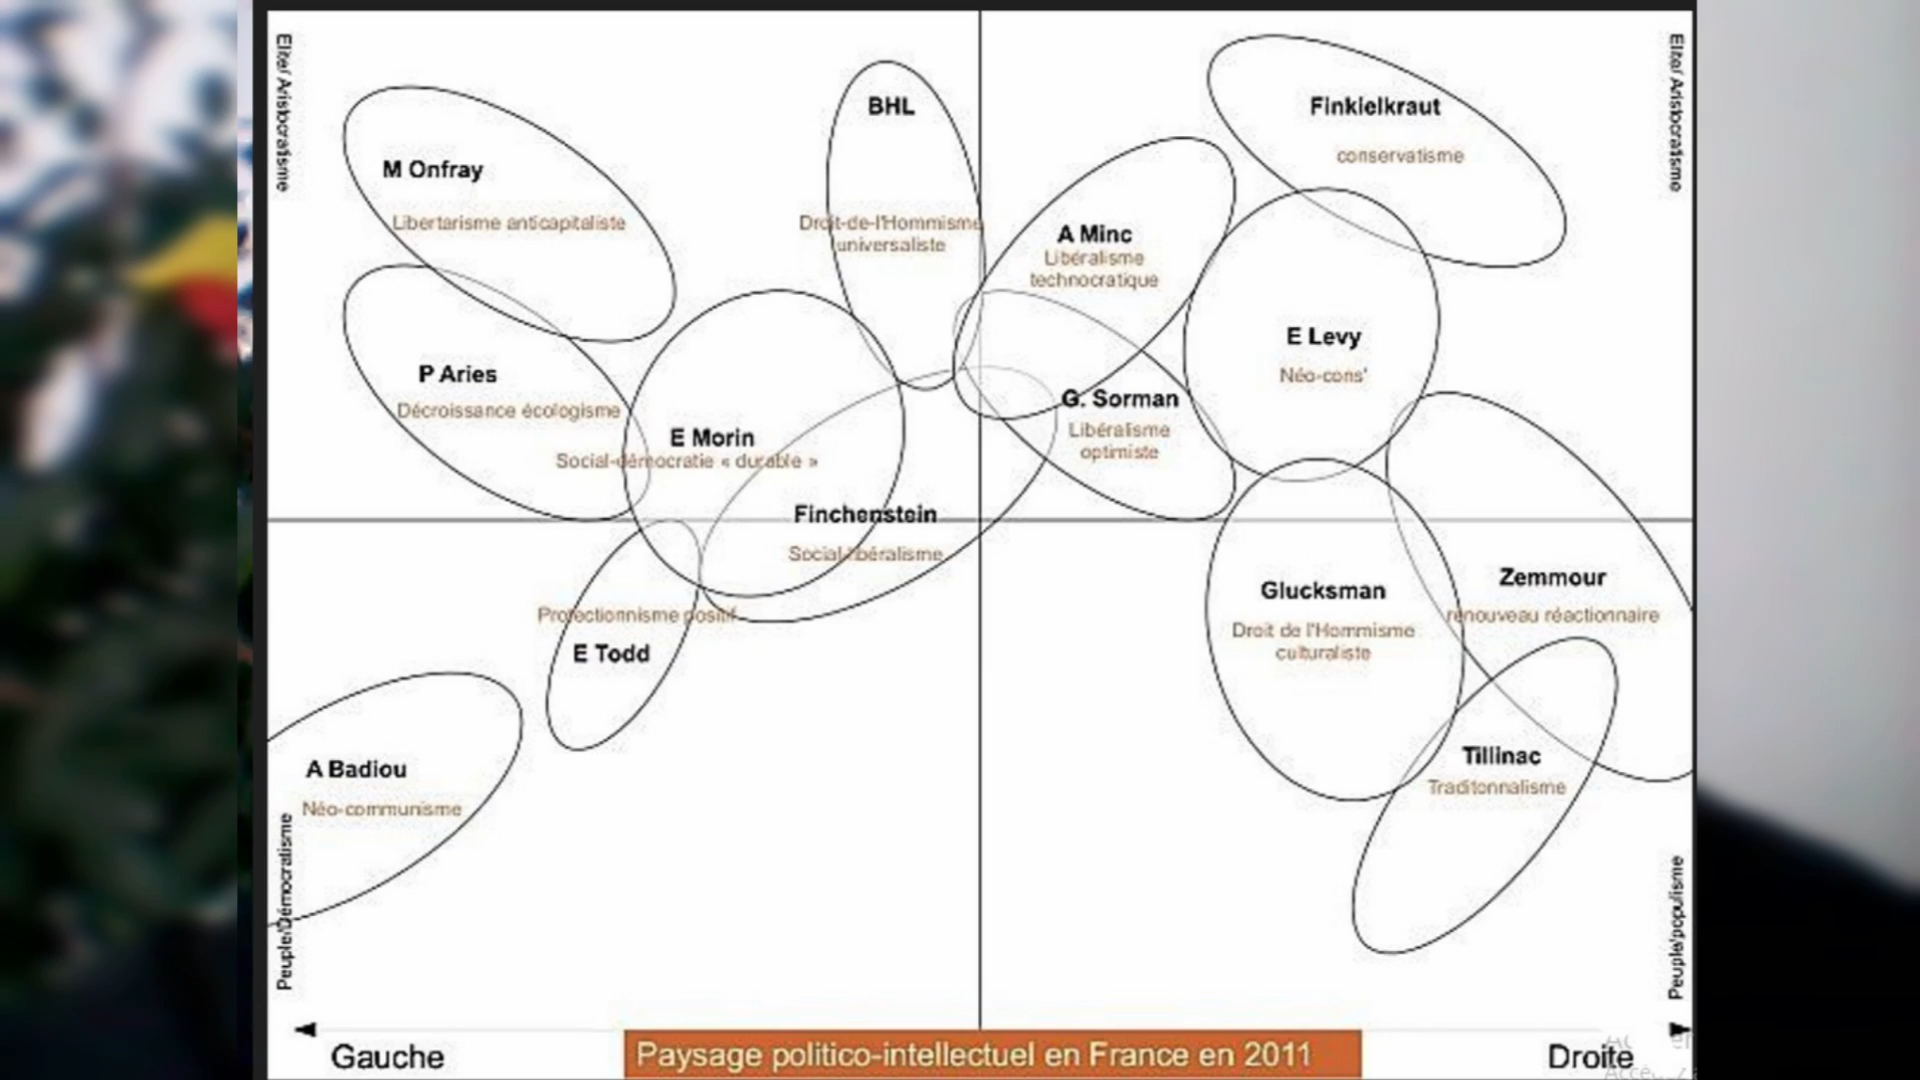 Elite/ Aristocratisme
Elite/ Aristocratisme
BHL
Finkielkraut
conservatisme
M Onfray
Libertarisme anticapitaliste
Droit-de-l'Hommisme
universaliste
A Minc
Libéralisme
technocratique
E Levy
Néo-cons'
P Aries
Décroissance écologisme
G. Sorman
Libéralisme
optimiste
E Morin
Social-démocratie « durable »
Finchenstein
Social-libéralisme
Glucksman
Droit de l'Hommisme
culturaliste
Zemmour
renouveau réactionnaire
Protectionnisme positif
E Todd
Tillinac
Traditonnalisme
A Badiou
Néo-communisme
Peuple/Démocratisme
Peuple/populisme
Gauche
Paysage politico-intellectuel en France en 2011
Droite